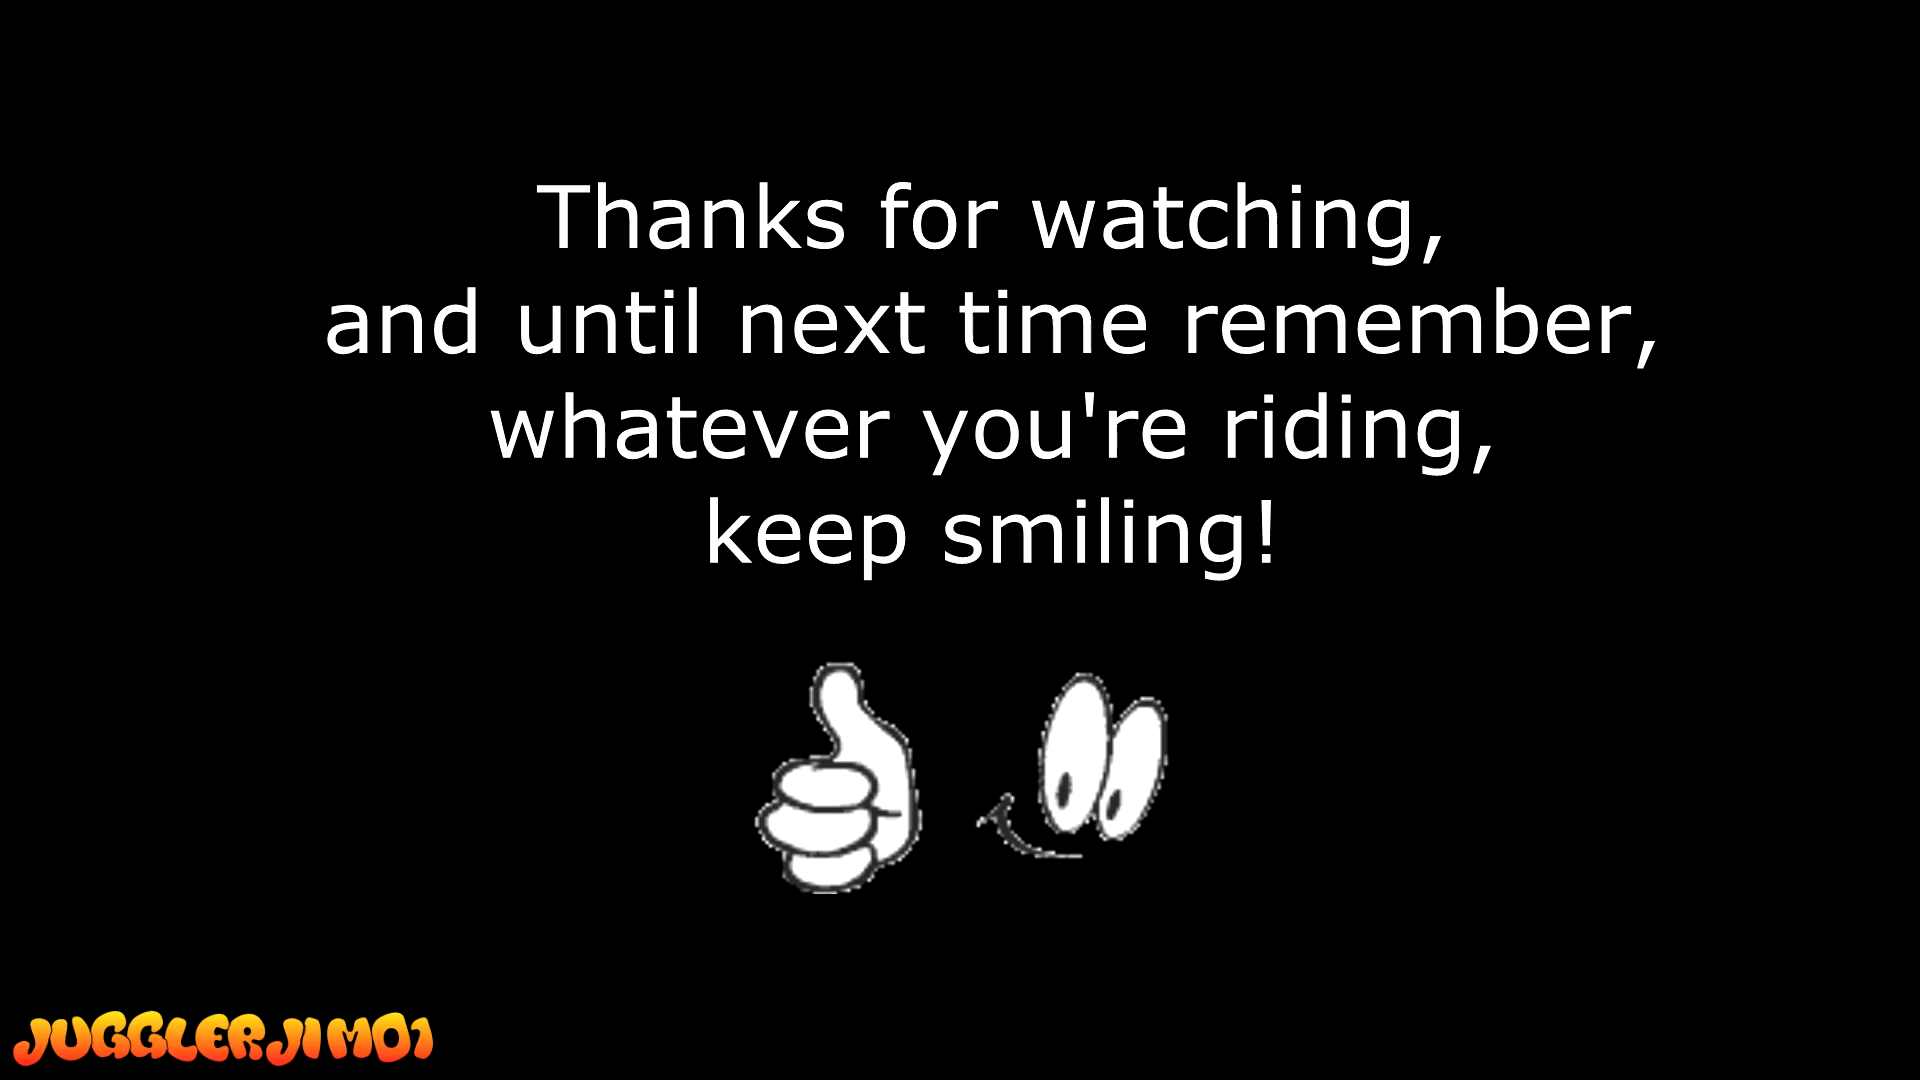 Thanks for watching,
and until next time remember,
whatever you're riding,
keep smiling!
JUGGLERJIM01